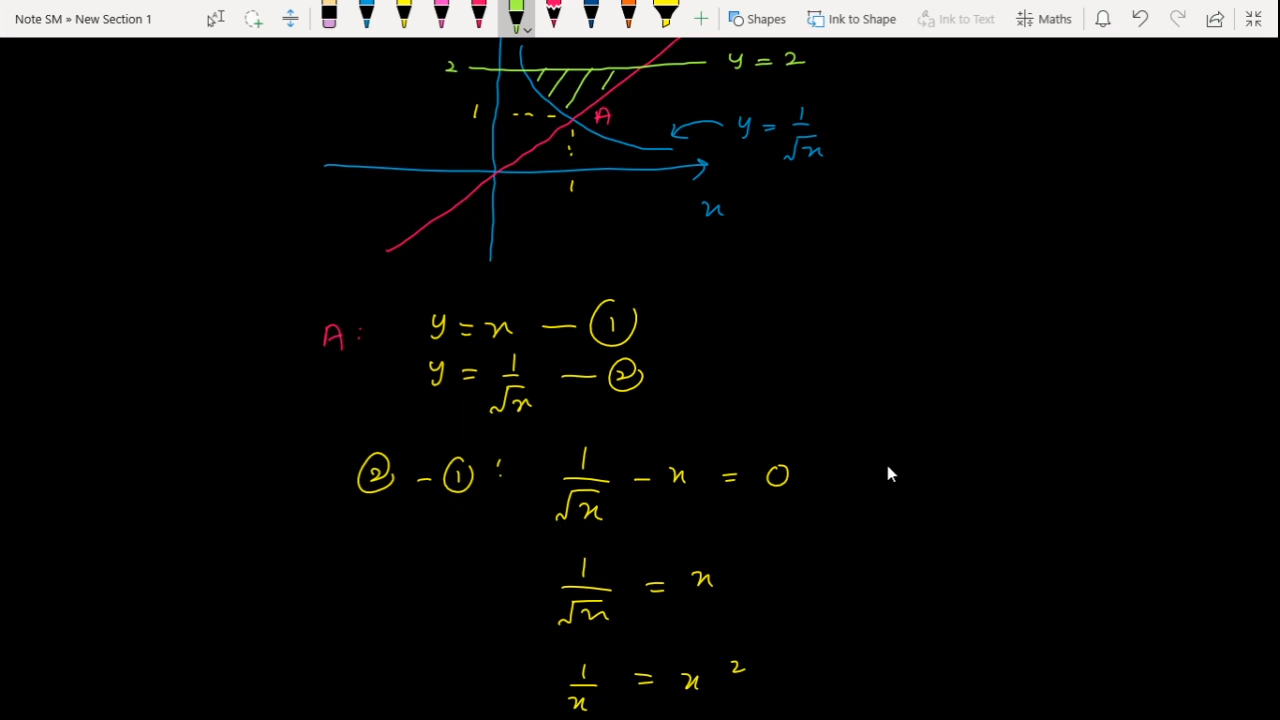 Note SM » New Section 1
Shapes
Ink to Shape
Ink to Text
Maths
2
y = 2
1
A
y = 1/√x
1
x
A :
y = x — ①
y = 1/√x — ②
② - ① : 1/√x - x = 0
1/√x = x
1/x = x²